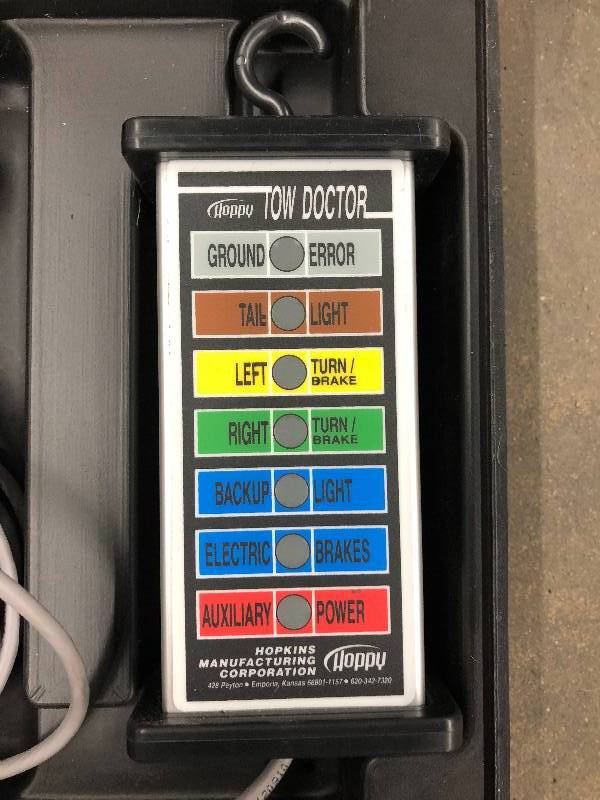 Hoppy TOW DOCTOR
GROUND ERROR
TAIL LIGHT
LEFT TURN / BRAKE
RIGHT TURN / BRAKE
BACKUP LIGHT
ELECTRIC BRAKES
AUXILIARY POWER
HOPKINS
MANUFACTURING
CORPORATION
Hoppy
428 Peyton • Emporia, Kansas 66801-1157 • 620-342-7320